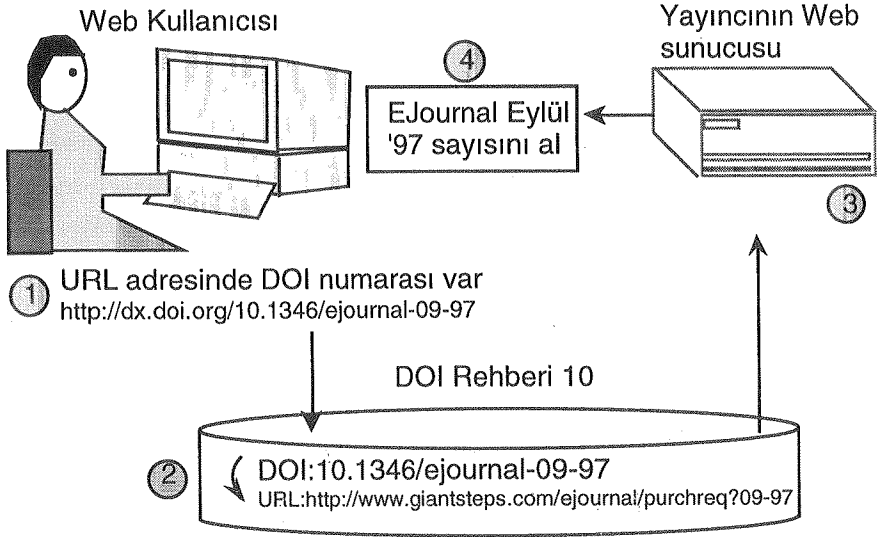 Web Kullanıcısı
Yayıncının Web
sunucusu
4
EJournal Eylül
'97 sayısını al
3
1
URL adresinde DOI numarası var
http://dx.doi.org/10.1346/ejournal-09-97
DOI Rehberi 10
2
DOI:10.1346/ejournal-09-97
URL:http://www.giantsteps.com/ejournal/purchreq?09-97